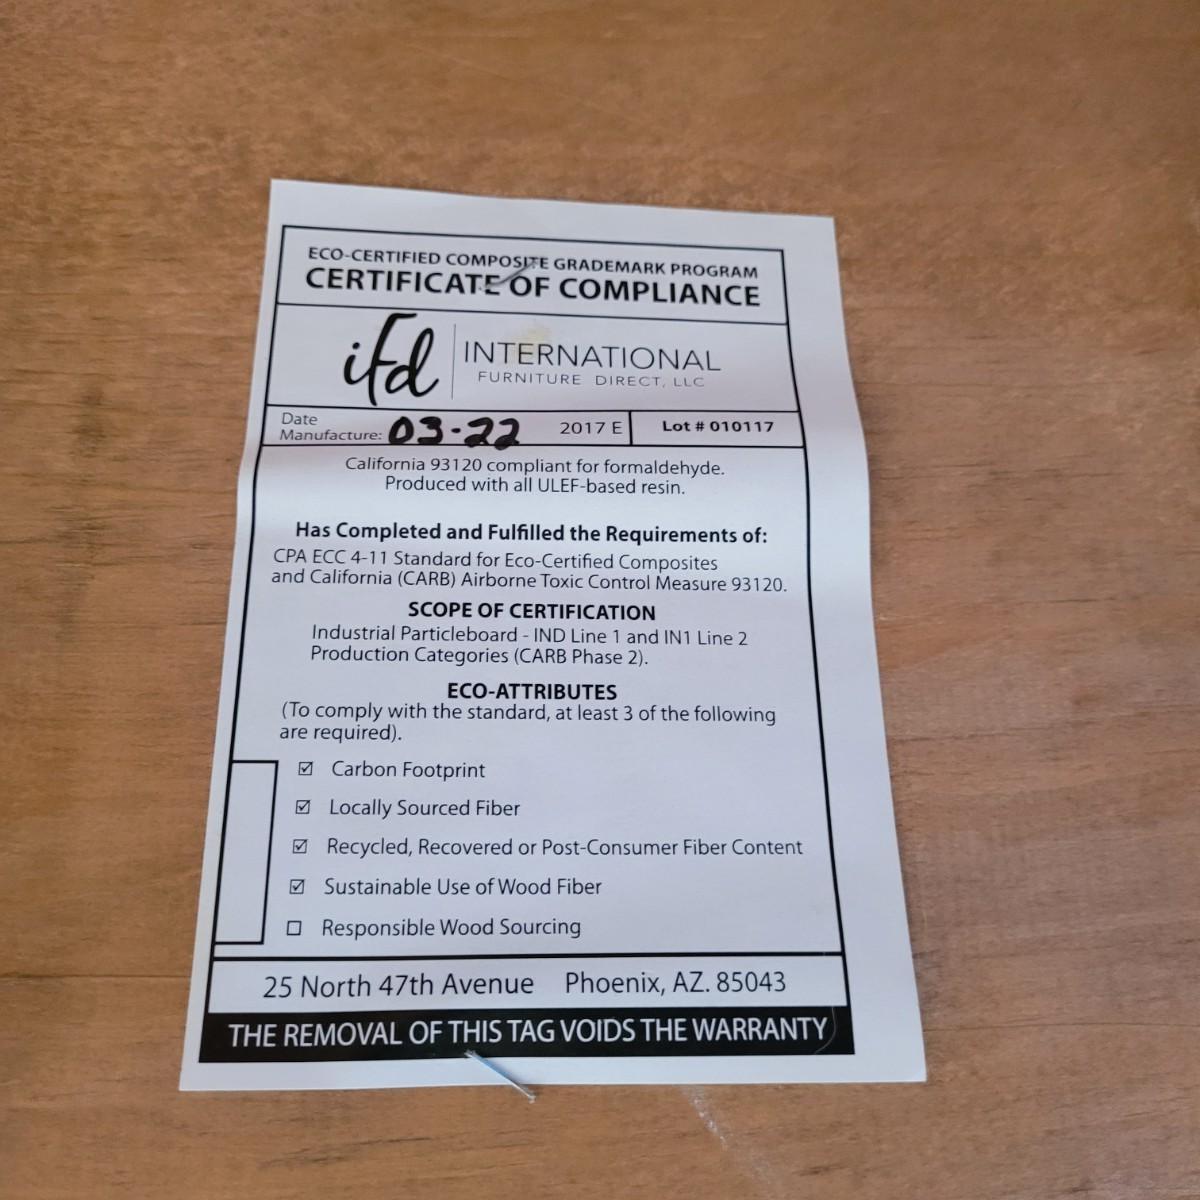 ECO-CERTIFIED COMPOSITE GRADEMARK PROGRAM
CERTIFICATE OF COMPLIANCE
ifd INTERNATIONAL
FURNITURE DIRECT, LLC
Date
Manufacture: 03-22 2017 E Lot # 010117
California 93120 compliant for formaldehyde.
Produced with all ULEF-based resin.
Has Completed and Fulfilled the Requirements of:
CPA ECC 4-11 Standard for Eco-Certified Composites
and California (CARB) Airborne Toxic Control Measure 93120.
SCOPE OF CERTIFICATION
Industrial Particleboard - IND Line 1 and IN1 Line 2
Production Categories (CARB Phase 2).
ECO-ATTRIBUTES
(To comply with the standard, at least 3 of the following
are required).
☑ Carbon Footprint
☑ Locally Sourced Fiber
☑ Recycled, Recovered or Post-Consumer Fiber Content
☑ Sustainable Use of Wood Fiber
☐ Responsible Wood Sourcing
25 North 47th Avenue Phoenix, AZ. 85043
THE REMOVAL OF THIS TAG VOIDS THE WARRANTY